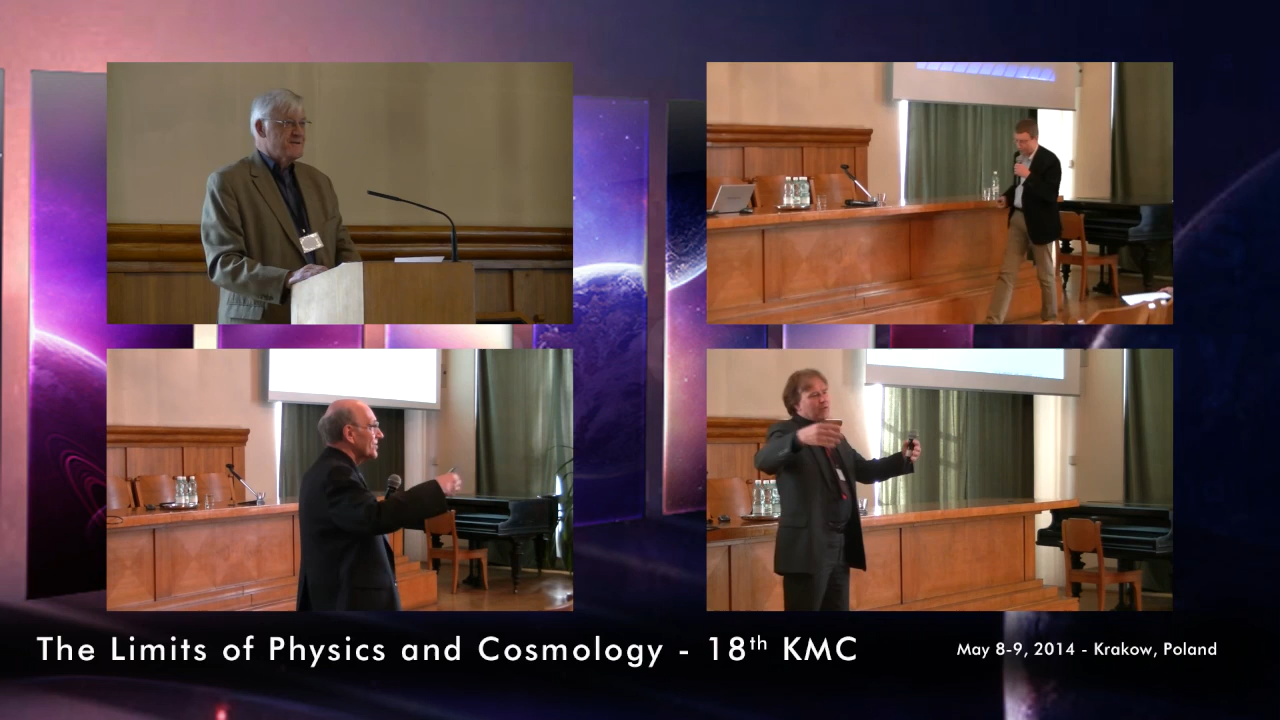 The Limits of Physics and Cosmology - 18th KMC
May 8-9, 2014 - Krakow, Poland